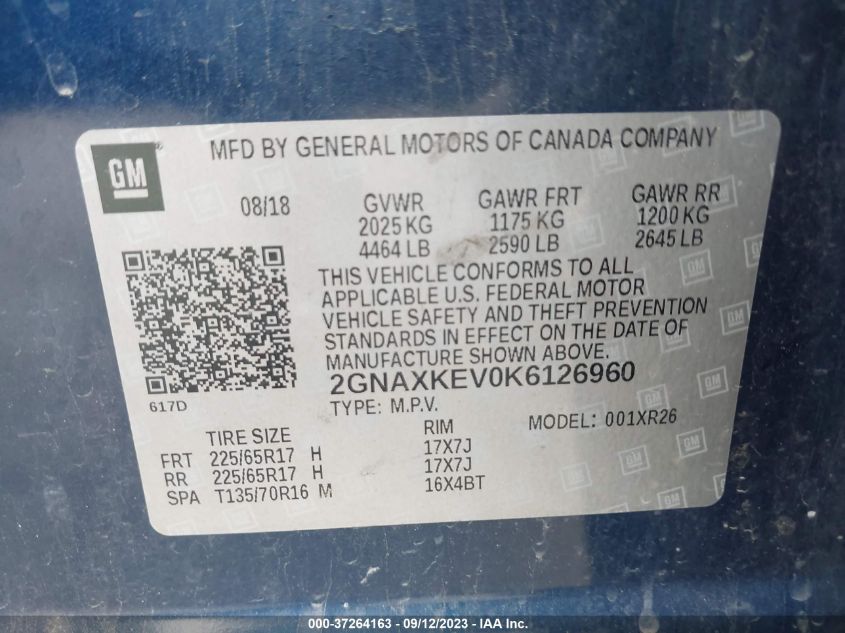 GM
MFD BY GENERAL MOTORS OF CANADA COMPANY
08/18
GVWR GAWR FRT GAWR RR
2025 KG 1175 KG 1200 KG
4464 LB 2590 LB 2645 LB
THIS VEHICLE CONFORMS TO ALL
APPLICABLE U.S. FEDERAL MOTOR
VEHICLE SAFETY AND THEFT PREVENTION
STANDARDS IN EFFECT ON THE DATE OF
MANUFACTURE SHOWN ABOVE.
2GNAXKEV0K6126960
617D
TYPE: M.P.V.
MODEL: 001XR26
TIRE SIZE RIM
FRT 225/65R17 H 17X7J
RR 225/65R17 H 17X7J
SPA T135/70R16 M 16X4BT
000-37264163 - 09/12/2023 - IAA Inc.